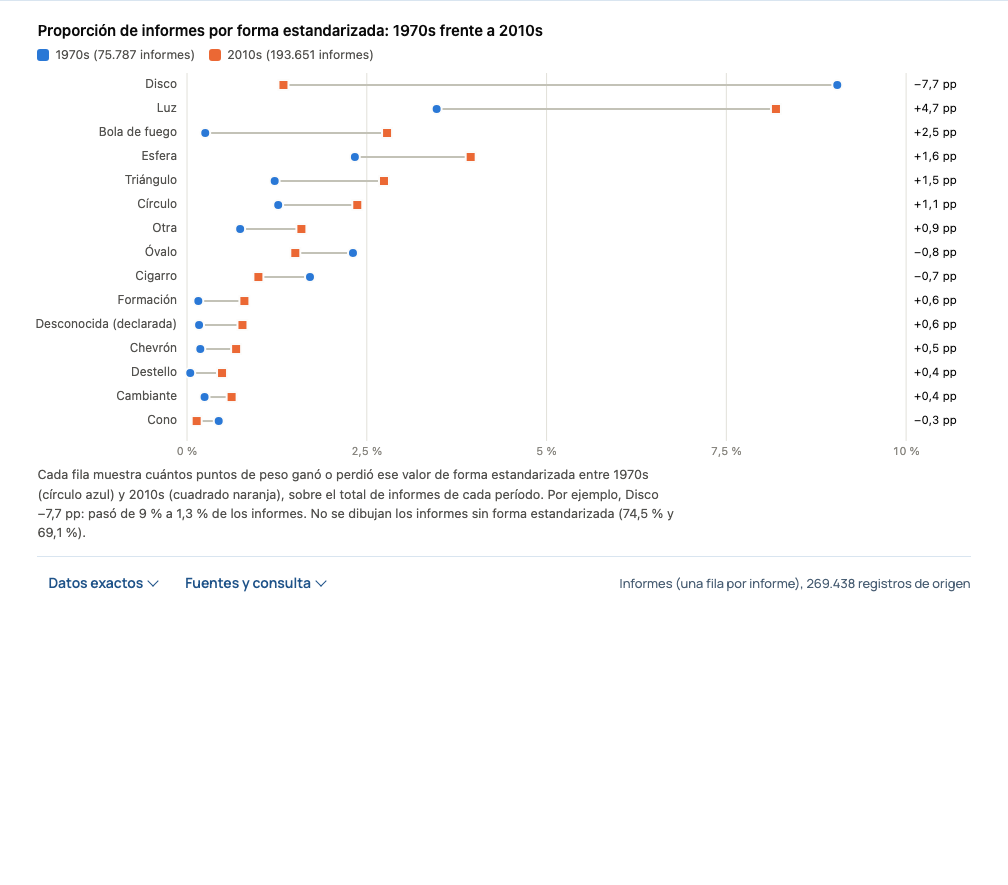 Proporción de informes por forma estandarizada: 1970s frente a 2010s
1970s (75.787 informes) 2010s (193.651 informes)
Disco −7,7 pp
Luz +4,7 pp
Bola de fuego +2,5 pp
Esfera +1,6 pp
Triángulo +1,5 pp
Círculo +1,1 pp
Otra +0,9 pp
Óvalo −0,8 pp
Cigarro −0,7 pp
Formación +0,6 pp
Desconocida (declarada) +0,6 pp
Chevrón +0,5 pp
Destello +0,4 pp
Cambiante +0,4 pp
Cono −0,3 pp
0 % 2,5 % 5 % 7,5 % 10 %
Cada fila muestra cuántos puntos de peso ganó o perdió ese valor de forma estandarizada entre 1970s
(círculo azul) y 2010s (cuadrado naranja), sobre el total de informes de cada período. Por ejemplo, Disco
−7,7 pp: pasó de 9 % a 1,3 % de los informes. No se dibujan los informes sin forma estandarizada (74,5 % y
69,1 %).
Datos exactos Fuentes y consulta Informes (una fila por informe), 269.438 registros de origen